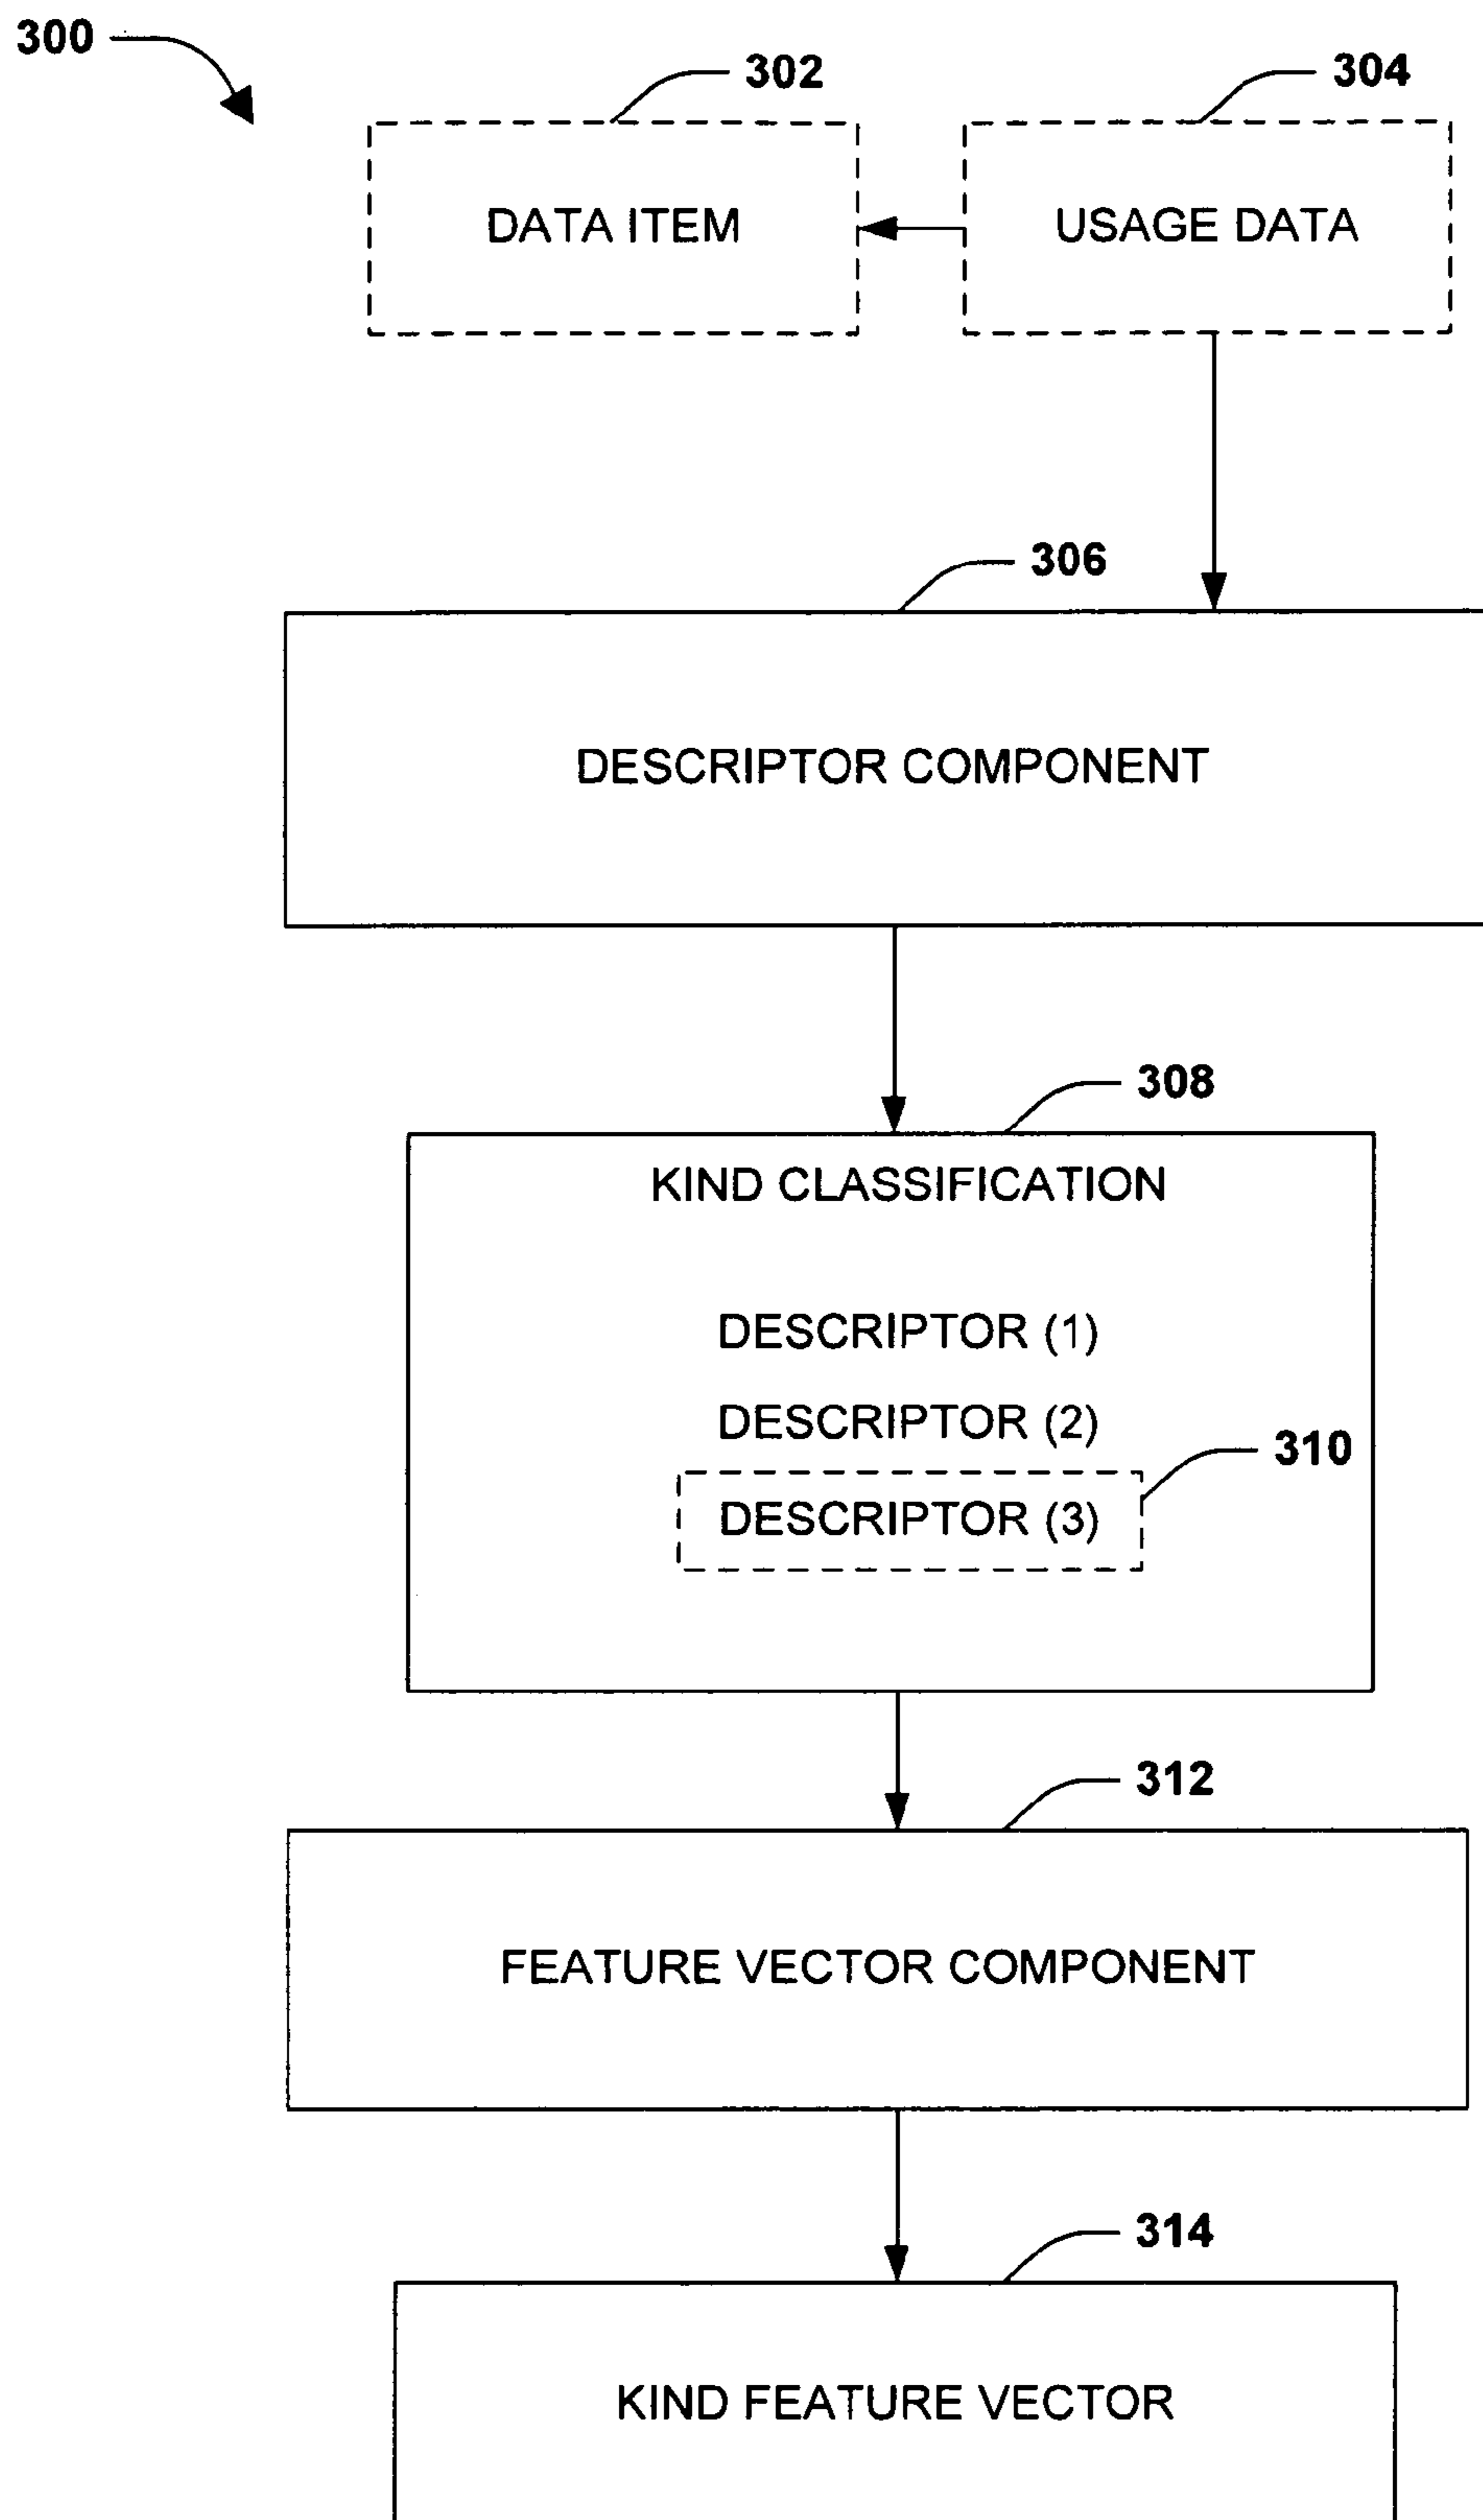 300
302
304
DATA ITEM
USAGE DATA
306
DESCRIPTOR COMPONENT
308
KIND CLASSIFICATION
DESCRIPTOR (1)
DESCRIPTOR (2)
310
DESCRIPTOR (3)
312
FEATURE VECTOR COMPONENT
314
KIND FEATURE VECTOR